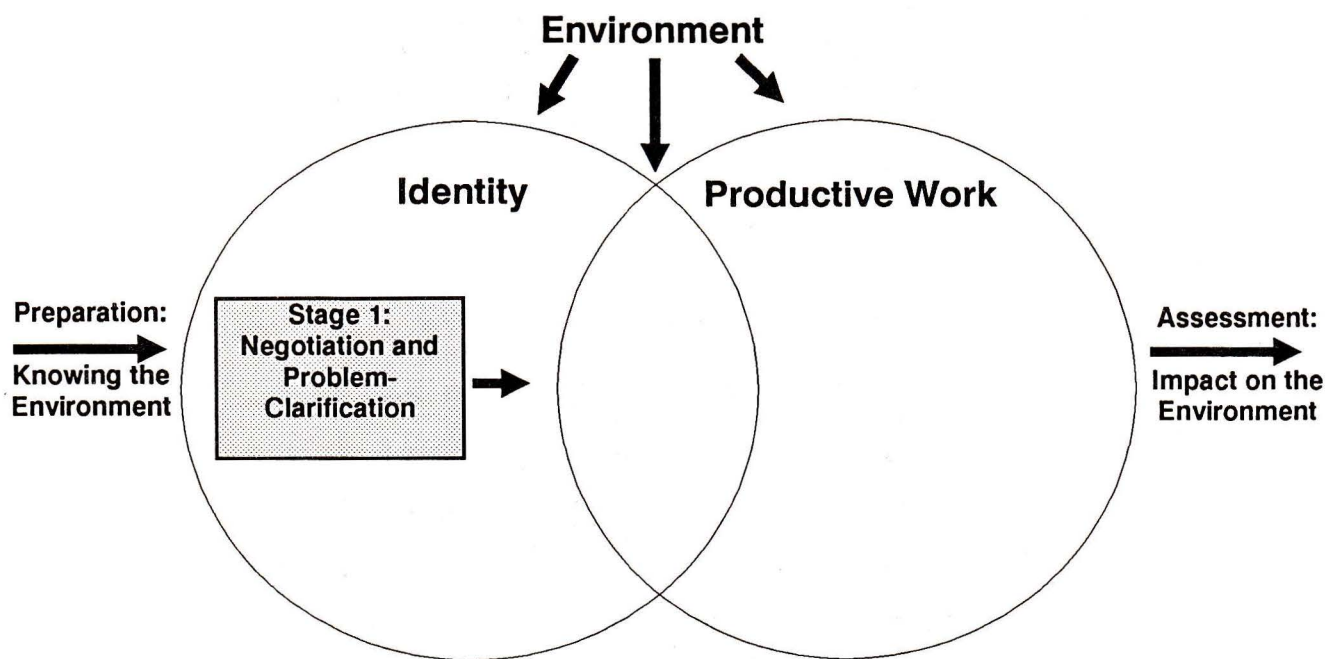 Environment
Identity
Productive Work
Preparation:
Knowing the
Environment
Stage 1:
Negotiation and
Problem-
Clarification
Assessment:
Impact on the
Environment